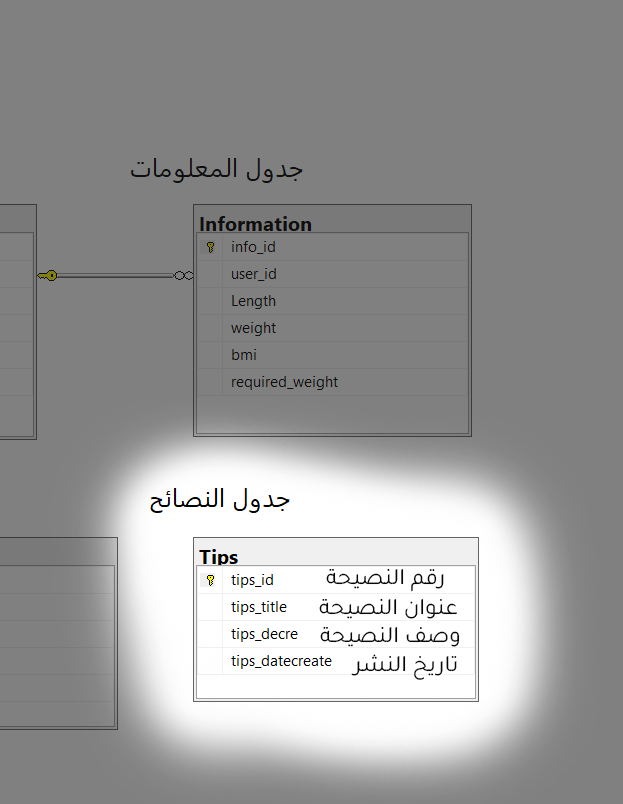 جدول المعلومات
Information
info_id
user_id
Length
weight
bmi
required_weight
جدول النصائح
Tips
tips_id رقم النصيحة
tips_title عنوان النصيحة
tips_decre وصف النصيحة
tips_datecreate تاريخ النشر